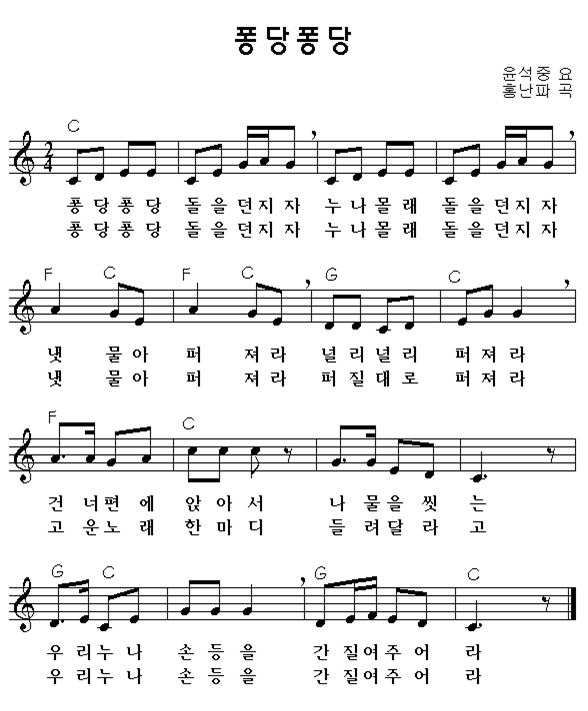 퐁당퐁당
윤석중 요
홍난파 곡
C
2
4
퐁당퐁당 돌을던지자 누나몰래 돌을던지자
퐁당퐁당 돌을던지자 누나몰래 돌을던지자
F C F C G C
냇 물아 퍼 져라 널리널리 퍼져라
냇 물아 퍼 져라 퍼질대로 퍼져라
F C
건 너편에 앉아서 나 물을 씻 는
고 운노래 한마디 들 려달라 고
G C G C
우 리누나 손등을 간 질여주어 라
우 리누나 손등을 간 질여주어 라